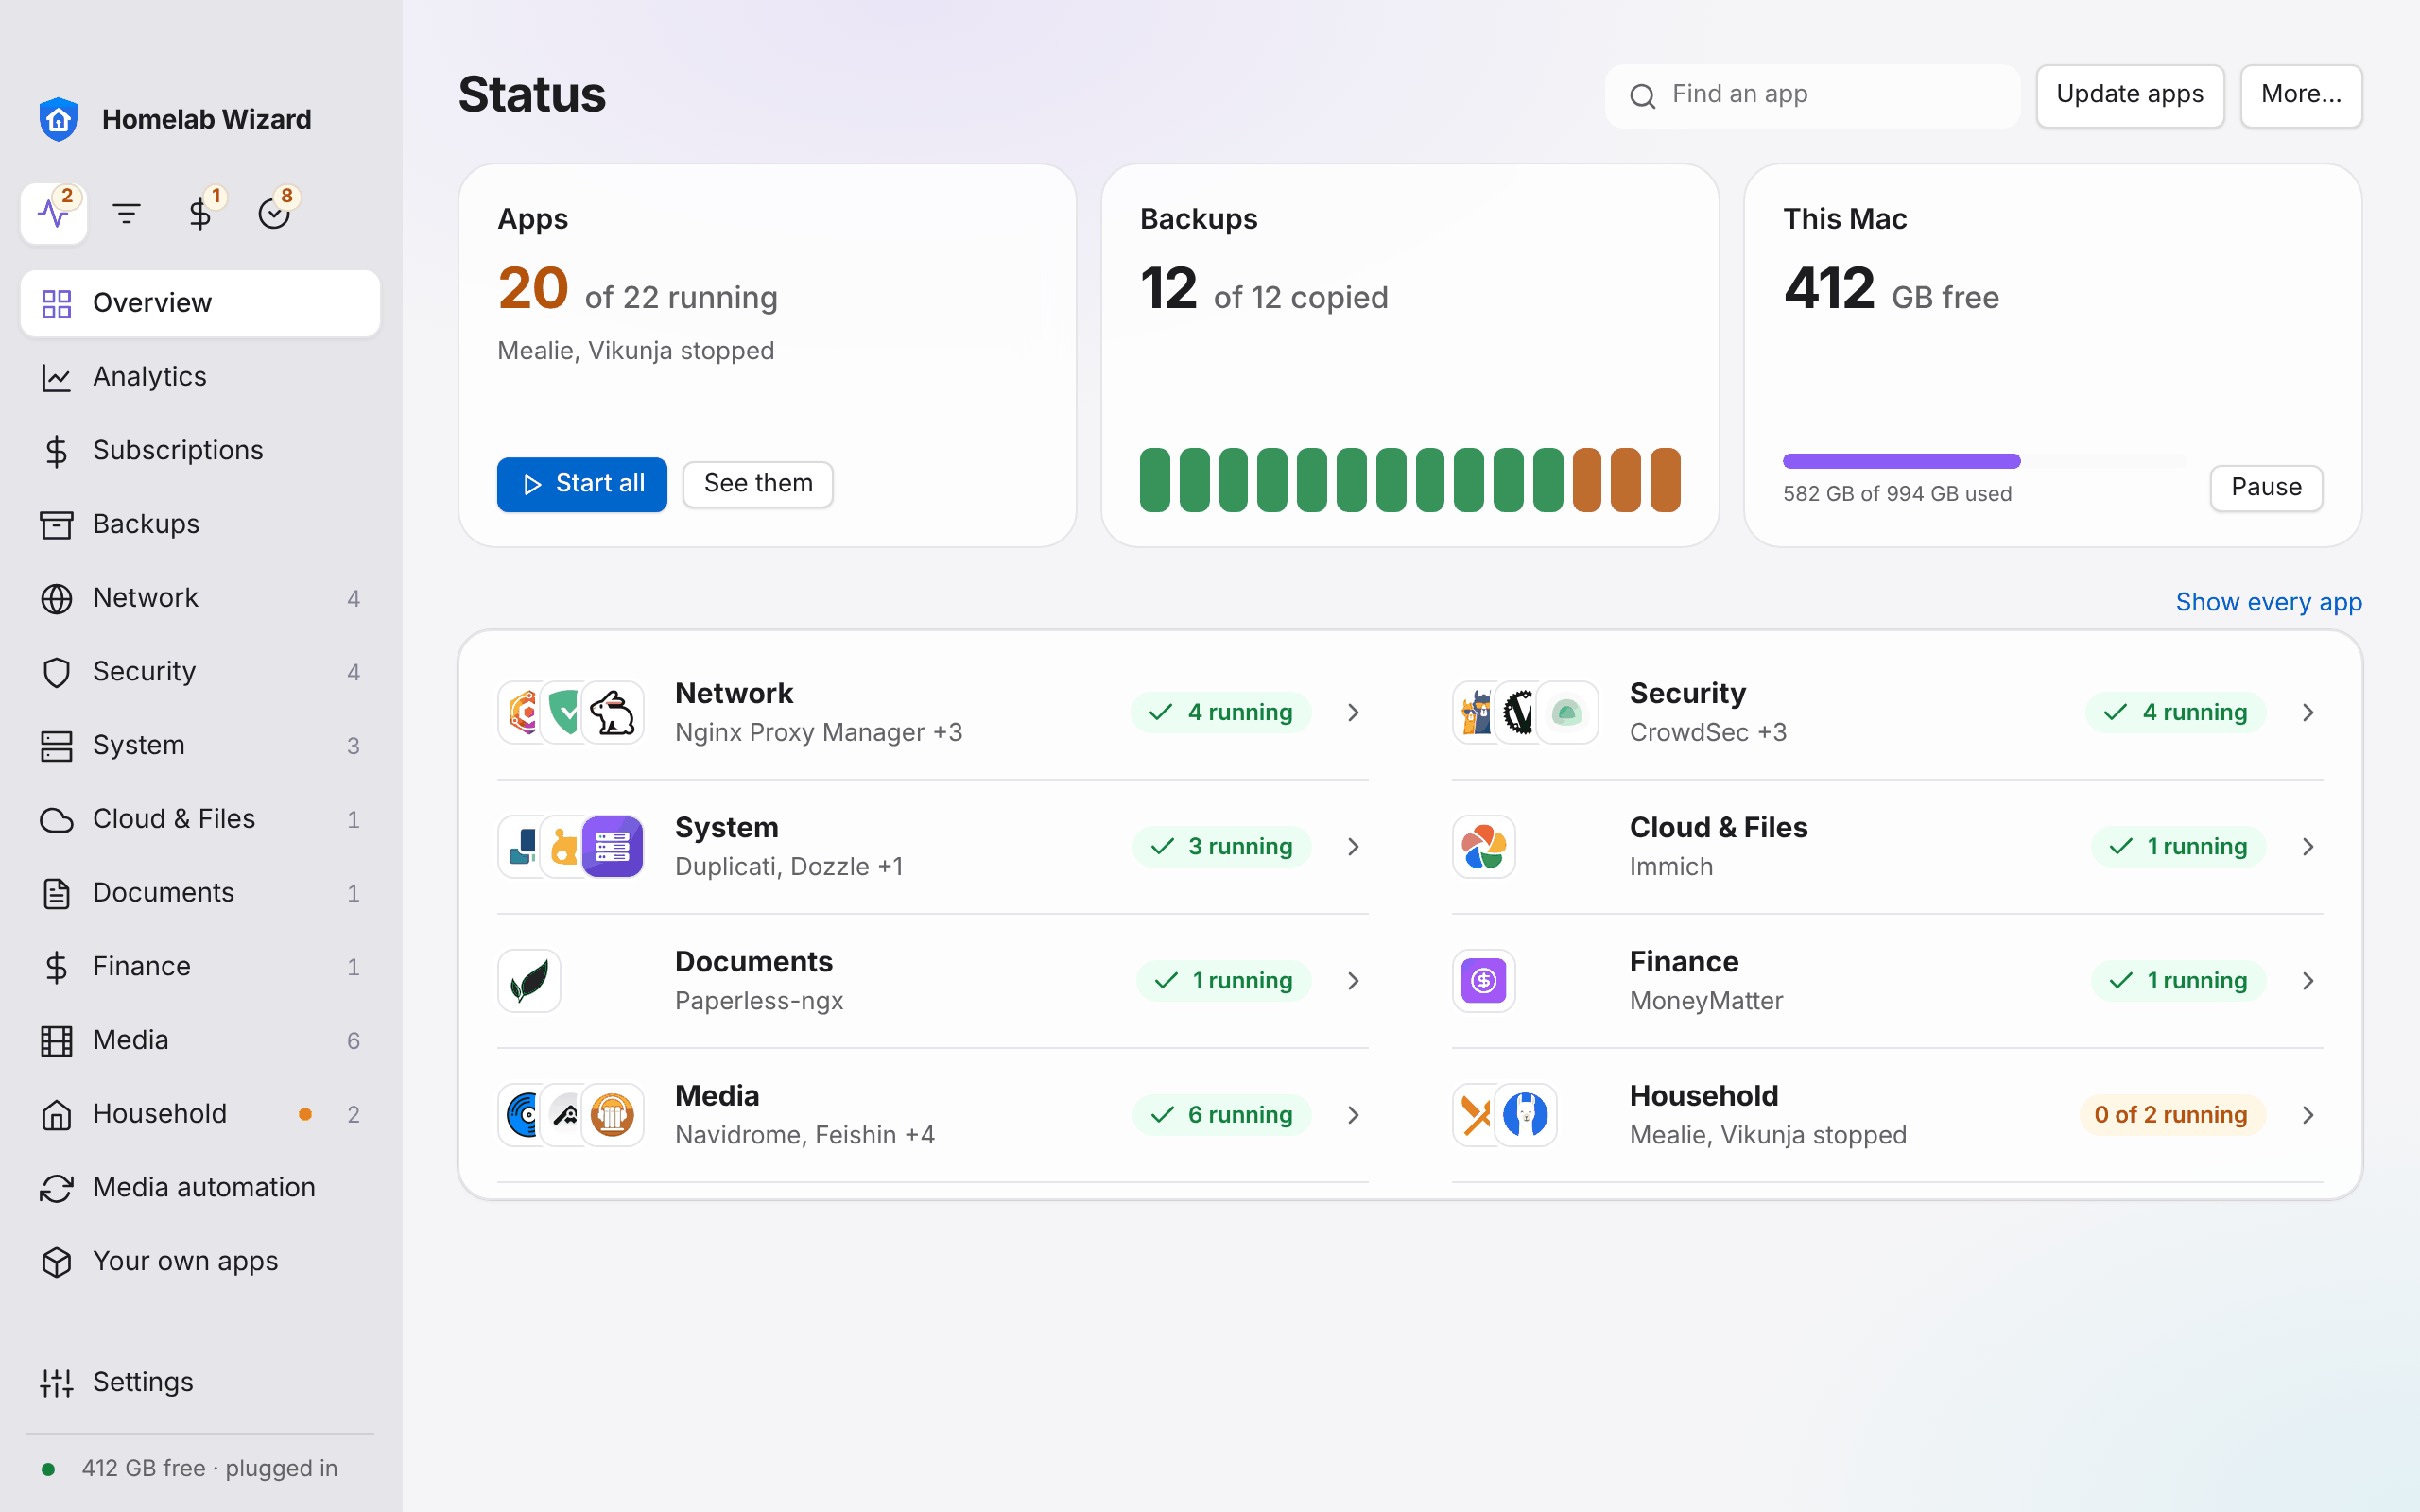 Homelab Wizard
2
1
8
Overview
Analytics
Subscriptions
Backups
Network 4
Security 4
System 3
Cloud & Files 1
Documents 1
Finance 1
Media 6
Household 2
Media automation
Your own apps
Settings
412 GB free · plugged in
Status
Find an app
Update apps
More...
Apps
20 of 22 running
Mealie, Vikunja stopped
Start all
See them
Backups
12 of 12 copied
This Mac
412 GB free
582 GB of 994 GB used
Pause
Show every app
Network
Nginx Proxy Manager +3
4 running
Security
CrowdSec +3
4 running
System
Duplicati, Dozzle +1
3 running
Cloud & Files
Immich
1 running
Documents
Paperless-ngx
1 running
Finance
MoneyMatter
1 running
Media
Navidrome, Feishin +4
6 running
Household
Mealie, Vikunja stopped
0 of 2 running